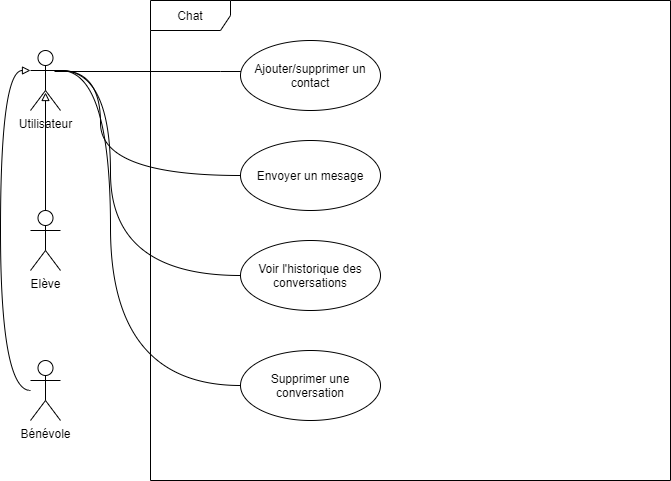 Chat
Ajouter/supprimer un
contact
Utilisateur
Envoyer un mesage
Voir l'historique des
conversations
Elève
Supprimer une
conversation
Bénévole